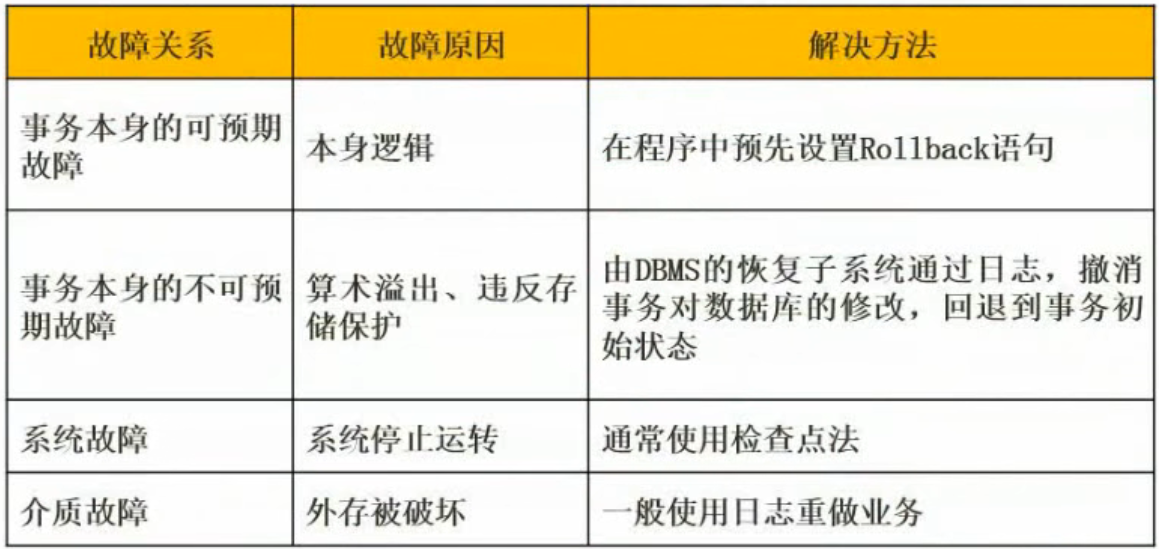 故障关系
故障原因
解决方法
事务本身的可预期
故障
本身逻辑
在程序中预先设置Rollback语句
事务本身的不可预
期故障
算术溢出、违反存
储保护
由DBMS的恢复子系统通过日志，撤消
事务对数据库的修改，回退到事务初
始状态
系统故障
系统停止运转
通常使用检查点法
介质故障
外存被破坏
一般使用日志重做业务